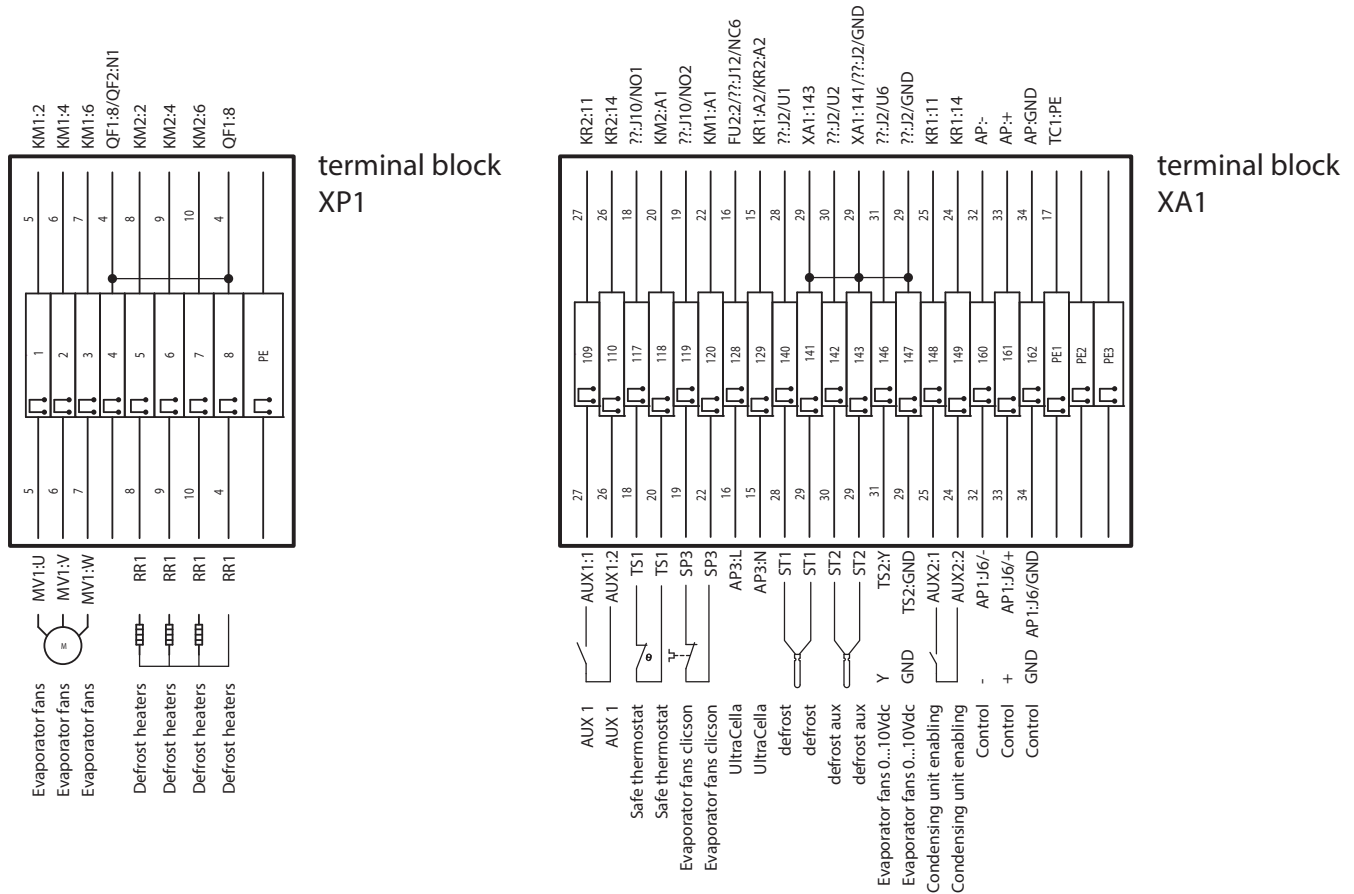 KM1:2
KM1:4
KM1:6
QF1:8/QF2:N1
KM2:2
KM2:4
KM2:6
QF1:8
terminal block
XP1
5
6
7
4
8
9
10
4
1
2
3
4
5
6
7
8
PE
5
6
7
8
9
10
4
MV1:U
MV1:V
MV1:W
RR1
RR1
RR1
RR1
M
Evaporator fans
Evaporator fans
Evaporator fans
Defrost heaters
Defrost heaters
Defrost heaters
Defrost heaters
KR2:11
KR2:14
??:J10/NO1
KM2:A1
??:J10/NO2
KM1:A1
FU2:2/??:J12/NC6
KR1:A2/KR2:A2
??:J2/U1
XA1:143
??:J2/U2
XA1:141/??:J2/GND
??:J2/U6
??:J2/GND
KR1:11
KR1:14
AP:-
AP:+
AP:GND
TC1:PE
terminal block
XA1
27
26
18
20
19
22
16
15
28
29
30
29
31
29
25
24
32
33
34
17
109
110
117
118
119
120
128
129
140
141
142
143
146
147
148
149
160
161
162
PE1
PE2
PE3
27
26
18
20
19
22
16
15
28
29
30
29
31
29
25
24
32
33
34
AUX1:1
AUX1:2
TS1
TS1
SP3
SP3
AP3:L
AP3:N
ST1
ST1
ST2
ST2
TS2:Y
TS2:GND
AUX2:1
AUX2:2
AP1:J6/-
AP1:J6/+
AP1:J6/GND
θ
Y
GND
-
+
GND
AUX 1
AUX 1
Safe thermostat
Safe thermostat
Evaporator fans clicson
Evaporator fans clicson
UltraCella
UltraCella
defrost
defrost
defrost aux
defrost aux
Evaporator fans 0...10Vdc
Evaporator fans 0...10Vdc
Condensing unit enabling
Condensing unit enabling
Control
Control
Control